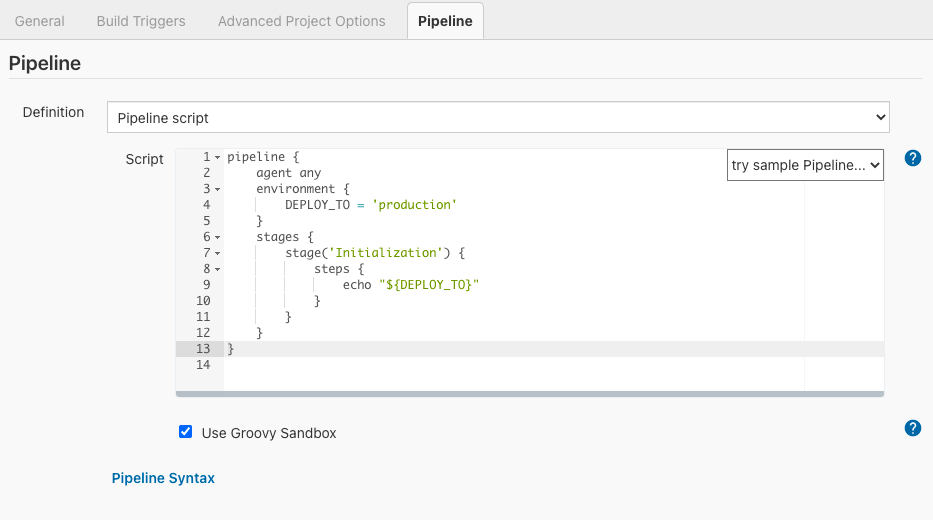 General Build Triggers Advanced Project Options Pipeline
Pipeline
Definition Pipeline script
Script try sample Pipeline...
1 pipeline {
2     agent any
3     environment {
4         DEPLOY_TO = 'production'
5     }
6     stages {
7         stage('Initialization') {
8             steps {
9                 echo "${DEPLOY_TO}"
10             }
11         }
12     }
13 }
14
Use Groovy Sandbox
Pipeline Syntax